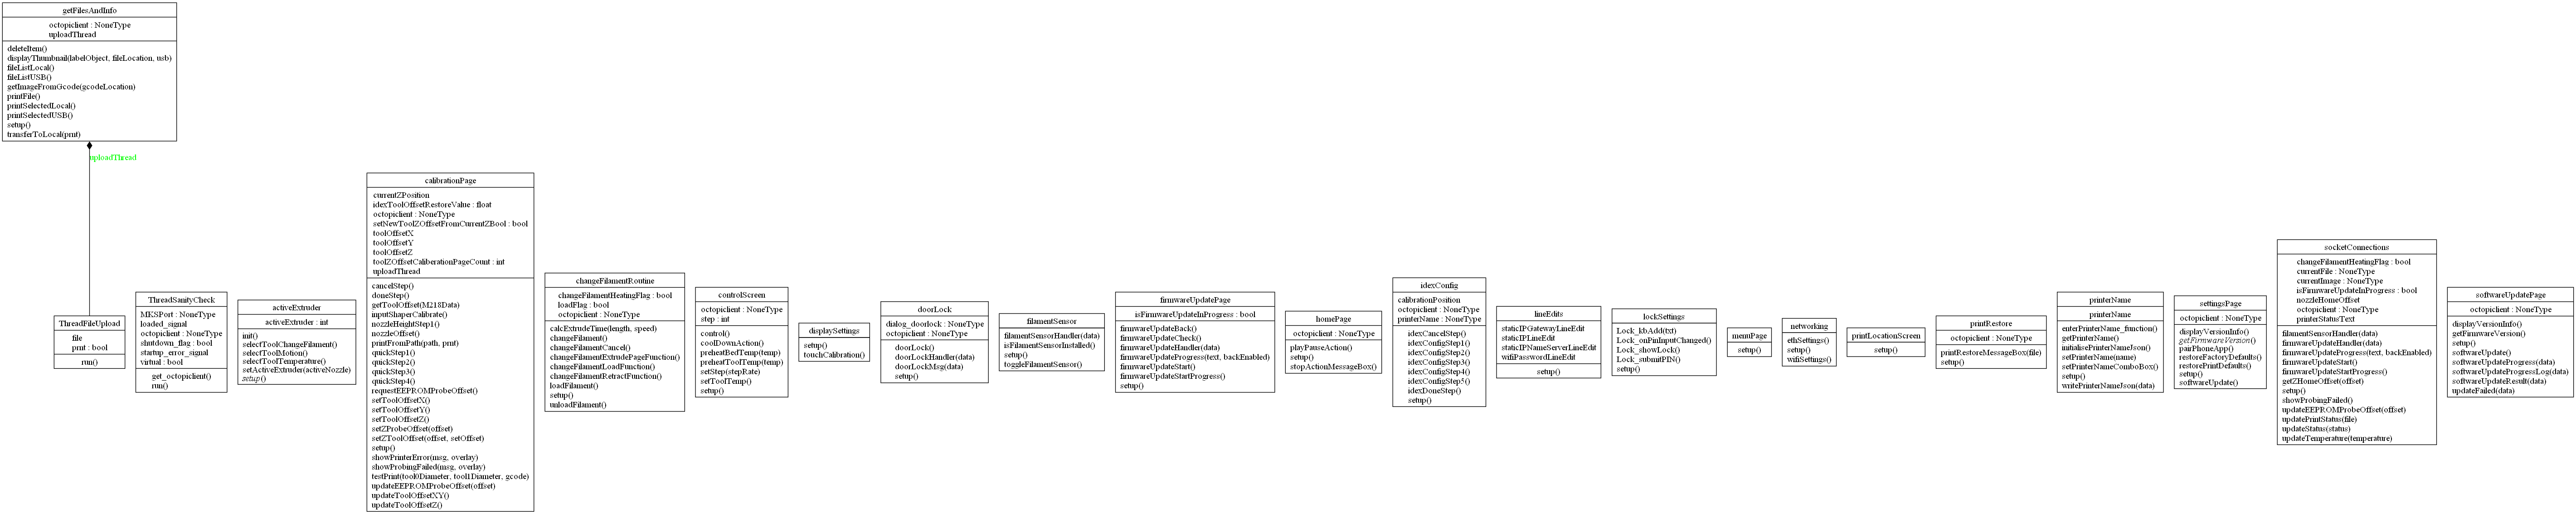 getFilesAndInfo
octopiclient : NoneType
uploadThread
deleteItem()
displayThumbnail(labelObject, fileLocation, usb)
fileListLocal()
fileListUSB()
getImageFromGcode(gcodeLocation)
printFile()
printSelectedLocal()
printSelectedUSB()
setup()
transferToLocal(prnt)
uploadThread
ThreadFileUpload
file
prnt : bool
run()
ThreadSanityCheck
MKSPort : NoneType
loaded_signal
octopiclient : NoneType
shutdown_flag : bool
startup_error_signal
virtual : bool
get_octopiclient()
run()
activeExtruder
activeExtruder : int
init()
selectToolChangeFilament()
selectToolMotion()
selectToolTemperature()
setActiveExtruder(activeNozzle)
setup()
calibrationPage
currentZPosition
idexToolOffsetRestoreValue : float
octopiclient : NoneType
setNewToolZOffsetFromCurrentZBool : bool
toolOffsetX
toolOffsetY
toolOffsetZ
toolZOffsetCaliberationPageCount : int
uploadThread
cancelStep()
doneStep()
getToolOffset(M218Data)
inputShaperCalibrate()
nozzleHeightStep1()
nozzleOffset()
printFromPath(path, prnt)
quickStep1()
quickStep2()
quickStep3()
quickStep4()
requestEEPROMProbeOffset()
setToolOffsetX()
setToolOffsetY()
setToolOffsetZ()
setZProbeOffset(offset)
setZToolOffset(offset, setOffset)
setup()
showPrinterError(msg, overlay)
showProbingFailed(msg, overlay)
testPrint(tool0Diameter, tool1Diameter, gcode)
updateEEPROMProbeOffset(offset)
updateToolOffsetXY()
updateToolOffsetZ()
changeFilamentRoutine
changeFilamentHeatingFlag : bool
loadFlag : bool
octopiclient : NoneType
calcExtrudeTime(length, speed)
changeFilament()
changeFilamentCancel()
changeFilamentExtrudePageFunction()
changeFilamentLoadFunction()
changeFilamentRetractFunction()
loadFilament()
setup()
unloadFilament()
controlScreen
octopiclient : NoneType
step : int
control()
coolDownAction()
preheatBedTemp(temp)
preheatToolTemp(temp)
setStep(stepRate)
setToolTemp()
setup()
displaySettings
setup()
touchCalibration()
doorLock
dialog_doorlock : NoneType
octopiclient : NoneType
doorLock()
doorLockHandler(data)
doorLockMsg(data)
setup()
filamentSensor
filamentSensorHandler(data)
isFilamentSensorInstalled()
setup()
toggleFilamentSensor()
firmwareUpdatePage
isFirmwareUpdateInProgress : bool
firmwareUpdateBack()
firmwareUpdateCheck()
firmwareUpdateHandler(data)
firmwareUpdateProgress(text, backEnabled)
firmwareUpdateStart()
firmwareUpdateStartProgress()
setup()
homePage
octopiclient : NoneType
playPauseAction()
setup()
stopActionMessageBox()
idexConfig
calibrationPosition
octopiclient : NoneType
printerName : NoneType
idexCancelStep()
idexConfigStep1()
idexConfigStep2()
idexConfigStep3()
idexConfigStep4()
idexConfigStep5()
idexDoneStep()
setup()
lineEdits
staticIPGatewayLineEdit
staticIPLineEdit
staticIPNameServerLineEdit
wifiPasswordLineEdit
setup()
lockSettings
Lock_kbAdd(txt)
Lock_onPinInputChanged()
Lock_showLock()
Lock_submitPIN()
setup()
menuPage
setup()
networking
ethSettings()
setup()
wifiSettings()
printLocationScreen
setup()
printRestore
octopiclient : NoneType
printRestoreMessageBox(file)
setup()
printerName
printerName
enterPrinterName_function()
getPrinterName()
initialisePrinterNameJson()
setPrinterName(name)
setPrinterNameComboBox()
setup()
writePrinterNameJson(data)
settingsPage
octopiclient : NoneType
displayVersionInfo()
getFirmwareVersion()
pairPhoneApp()
restoreFactoryDefaults()
restorePrintDefaults()
setup()
softwareUpdate()
socketConnections
changeFilamentHeatingFlag : bool
currentFile : NoneType
currentImage : NoneType
isFirmwareUpdateInProgress : bool
nozzleHomeOffset
octopiclient : NoneType
printerStatusText
filamentSensorHandler(data)
firmwareUpdateHandler(data)
firmwareUpdateProgress(text, backEnabled)
firmwareUpdateStart()
firmwareUpdateStartProgress()
getZHomeOffset(offset)
setup()
showProbingFailed()
updateEEPROMProbeOffset(offset)
updatePrintStatus(file)
updateStatus(status)
updateTemperature(temperature)
softwareUpdatePage
octopiclient : NoneType
displayVersionInfo()
getFirmwareVersion()
setup()
softwareUpdate()
softwareUpdateProgress(data)
softwareUpdateProgressLog(data)
softwareUpdateResult(data)
updateFailed(data)